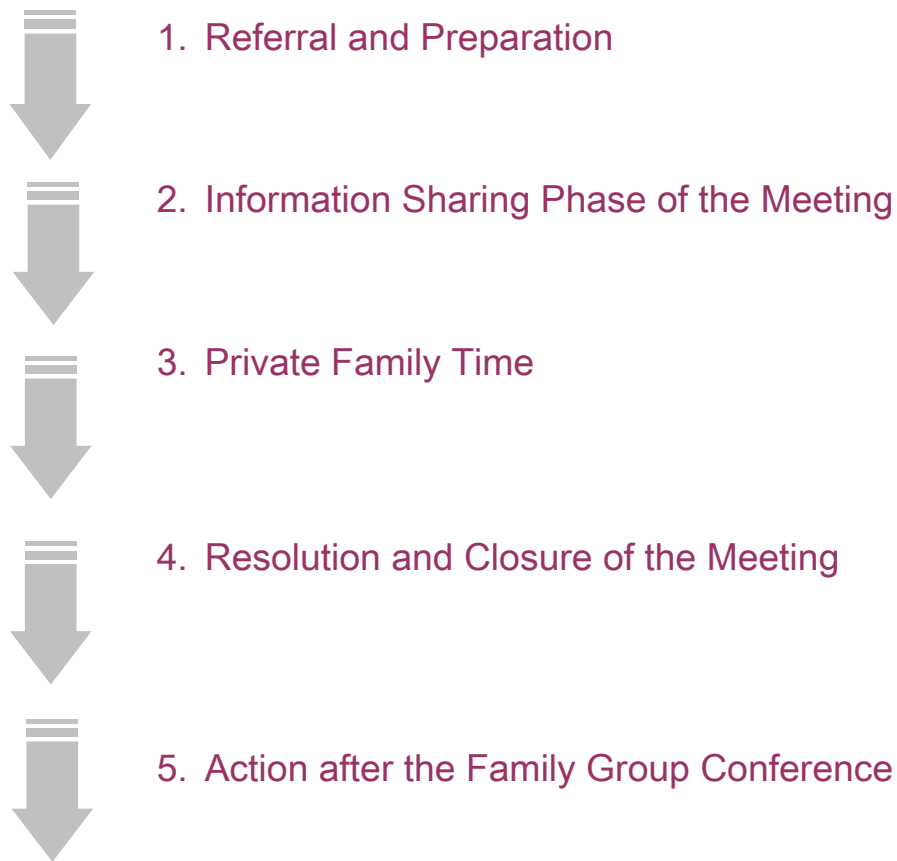 1. Referral and Preparation
2. Information Sharing Phase of the Meeting
3. Private Family Time
4. Resolution and Closure of the Meeting
5. Action after the Family Group Conference